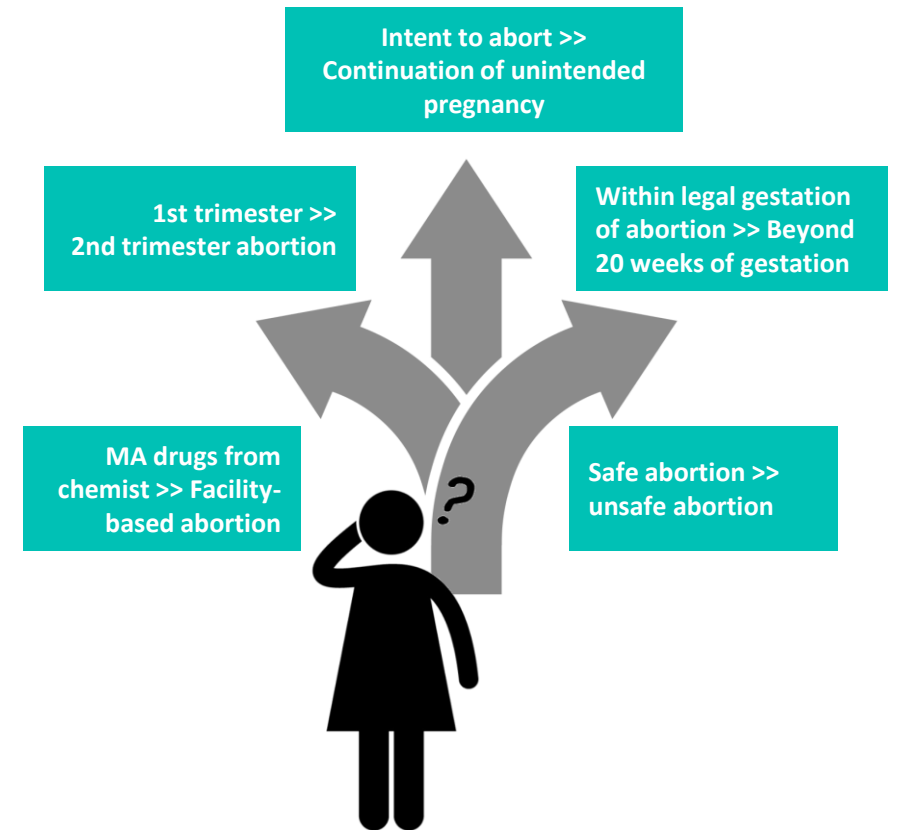 Intent to abort >>
Continuation of unintended
pregnancy
1st trimester >>
2nd trimester abortion
Within legal gestation
of abortion >> Beyond
20 weeks of gestation
MA drugs from
chemist >> Facility-
based abortion
?
Safe abortion >>
unsafe abortion